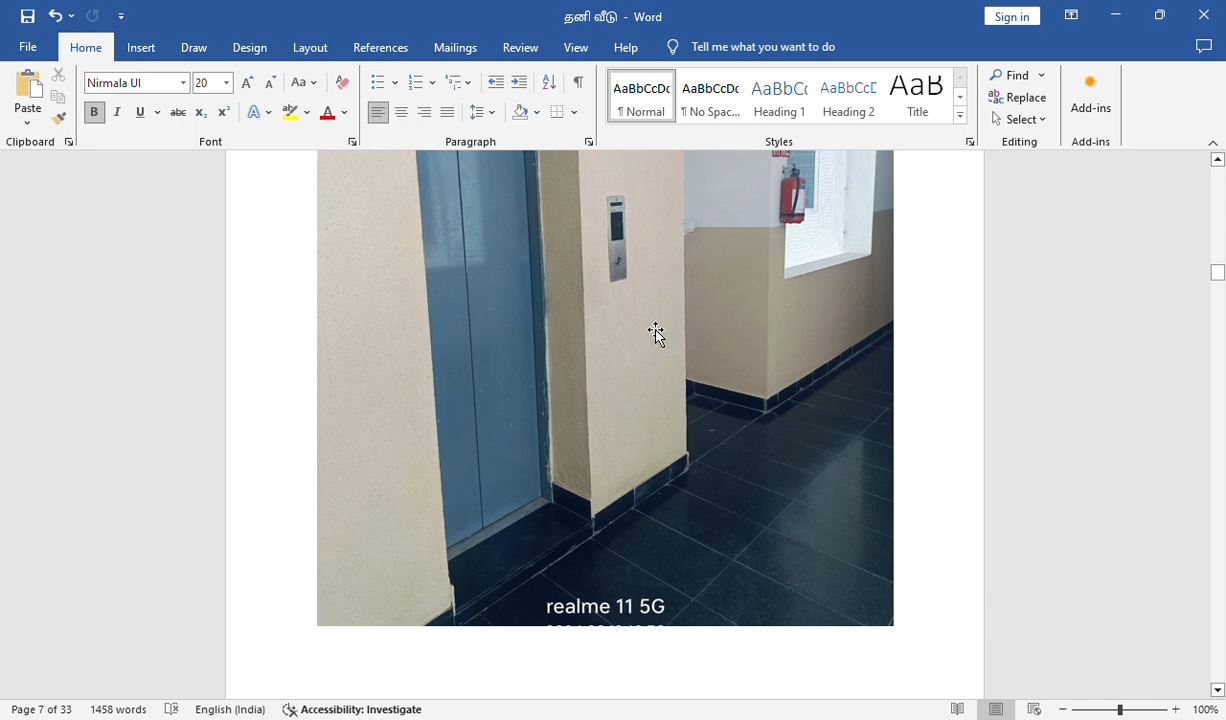 தனி வீடு - Word
Sign in
File Home Insert Draw Design Layout References Mailings Review View Help Tell me what you want to do
Paste
Nirmala UI 20
Aa
AaBbCcDc AaBbCcDc AaBbCc AaBbCcD AaB
¶ Normal ¶ No Spac... Heading 1 Heading 2 Title
Find
Replace
Select
Add-ins
Clipboard Font Paragraph Styles Editing Add-ins
realme 11 5G
Page 7 of 33 1458 words English (India) Accessibility: Investigate 100%